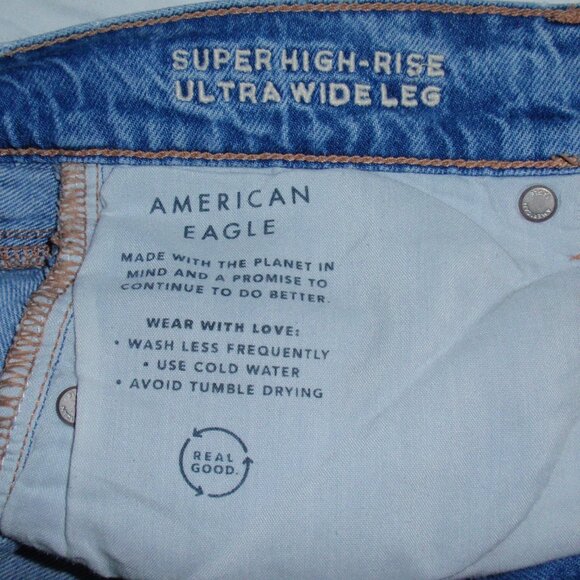 SUPER HIGH-RISE
ULTRA WIDE LEG
AMERICAN
EAGLE
MADE WITH THE PLANET IN
MIND AND A PROMISE TO
CONTINUE TO DO BETTER.
WEAR WITH LOVE:
• WASH LESS FREQUENTLY
• USE COLD WATER
• AVOID TUMBLE DRYING
REAL
GOOD.